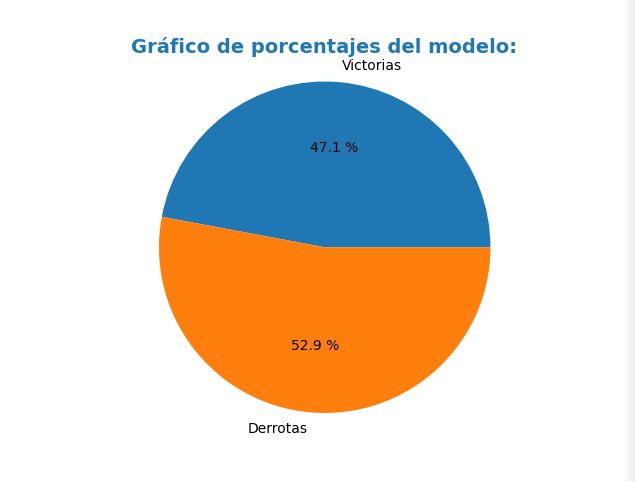 Gráfico de porcentajes del modelo:
Victorias
47.1 %
52.9 %
Derrotas